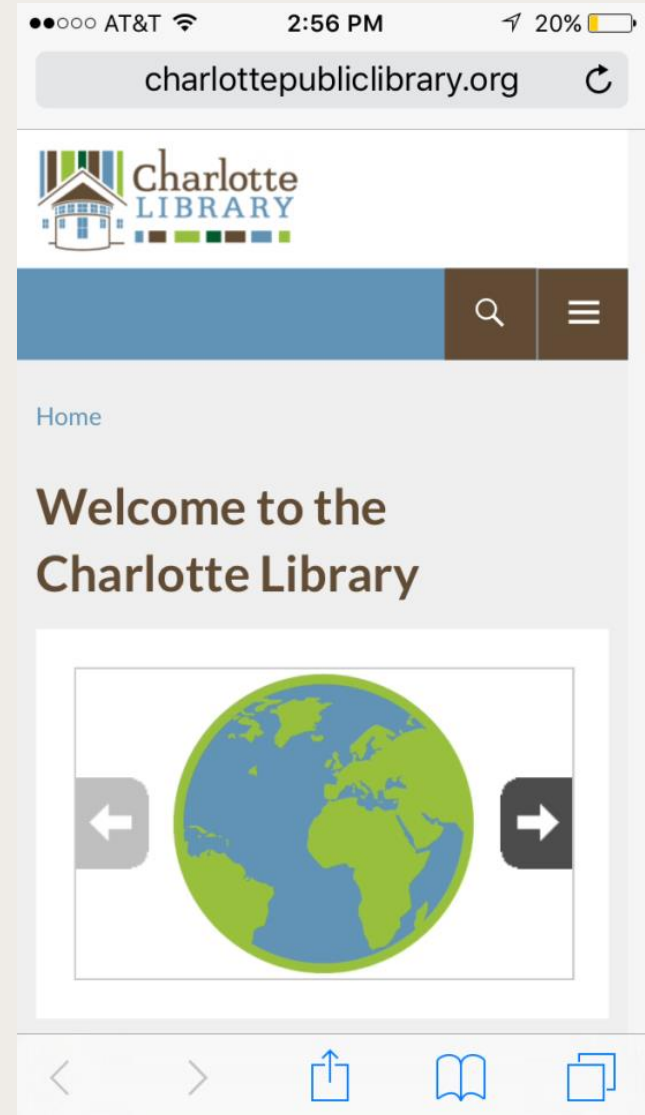 AT&T 2:56 PM 20%
charlottepubliclibrary.org
Charlotte
LIBRARY
Home
Welcome to the
Charlotte Library